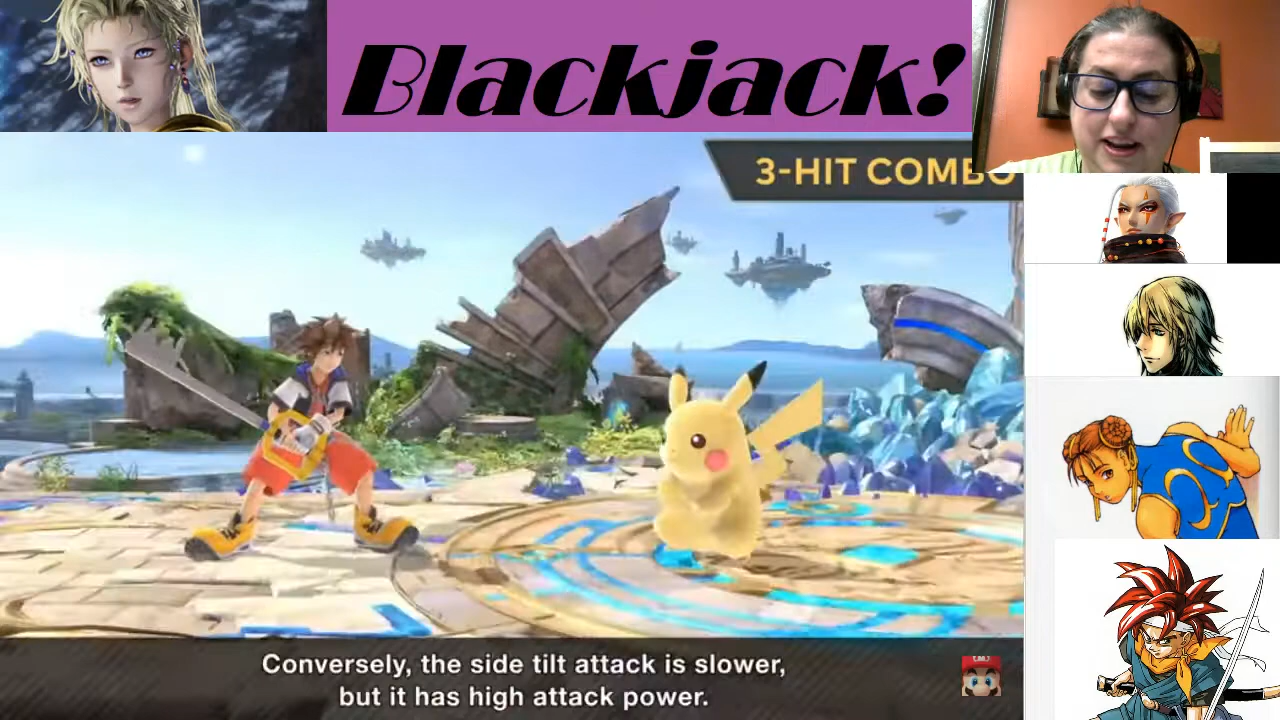 Blackjack!
3-HIT COMBO
Conversely, the side tilt attack is slower,
but it has high attack power.